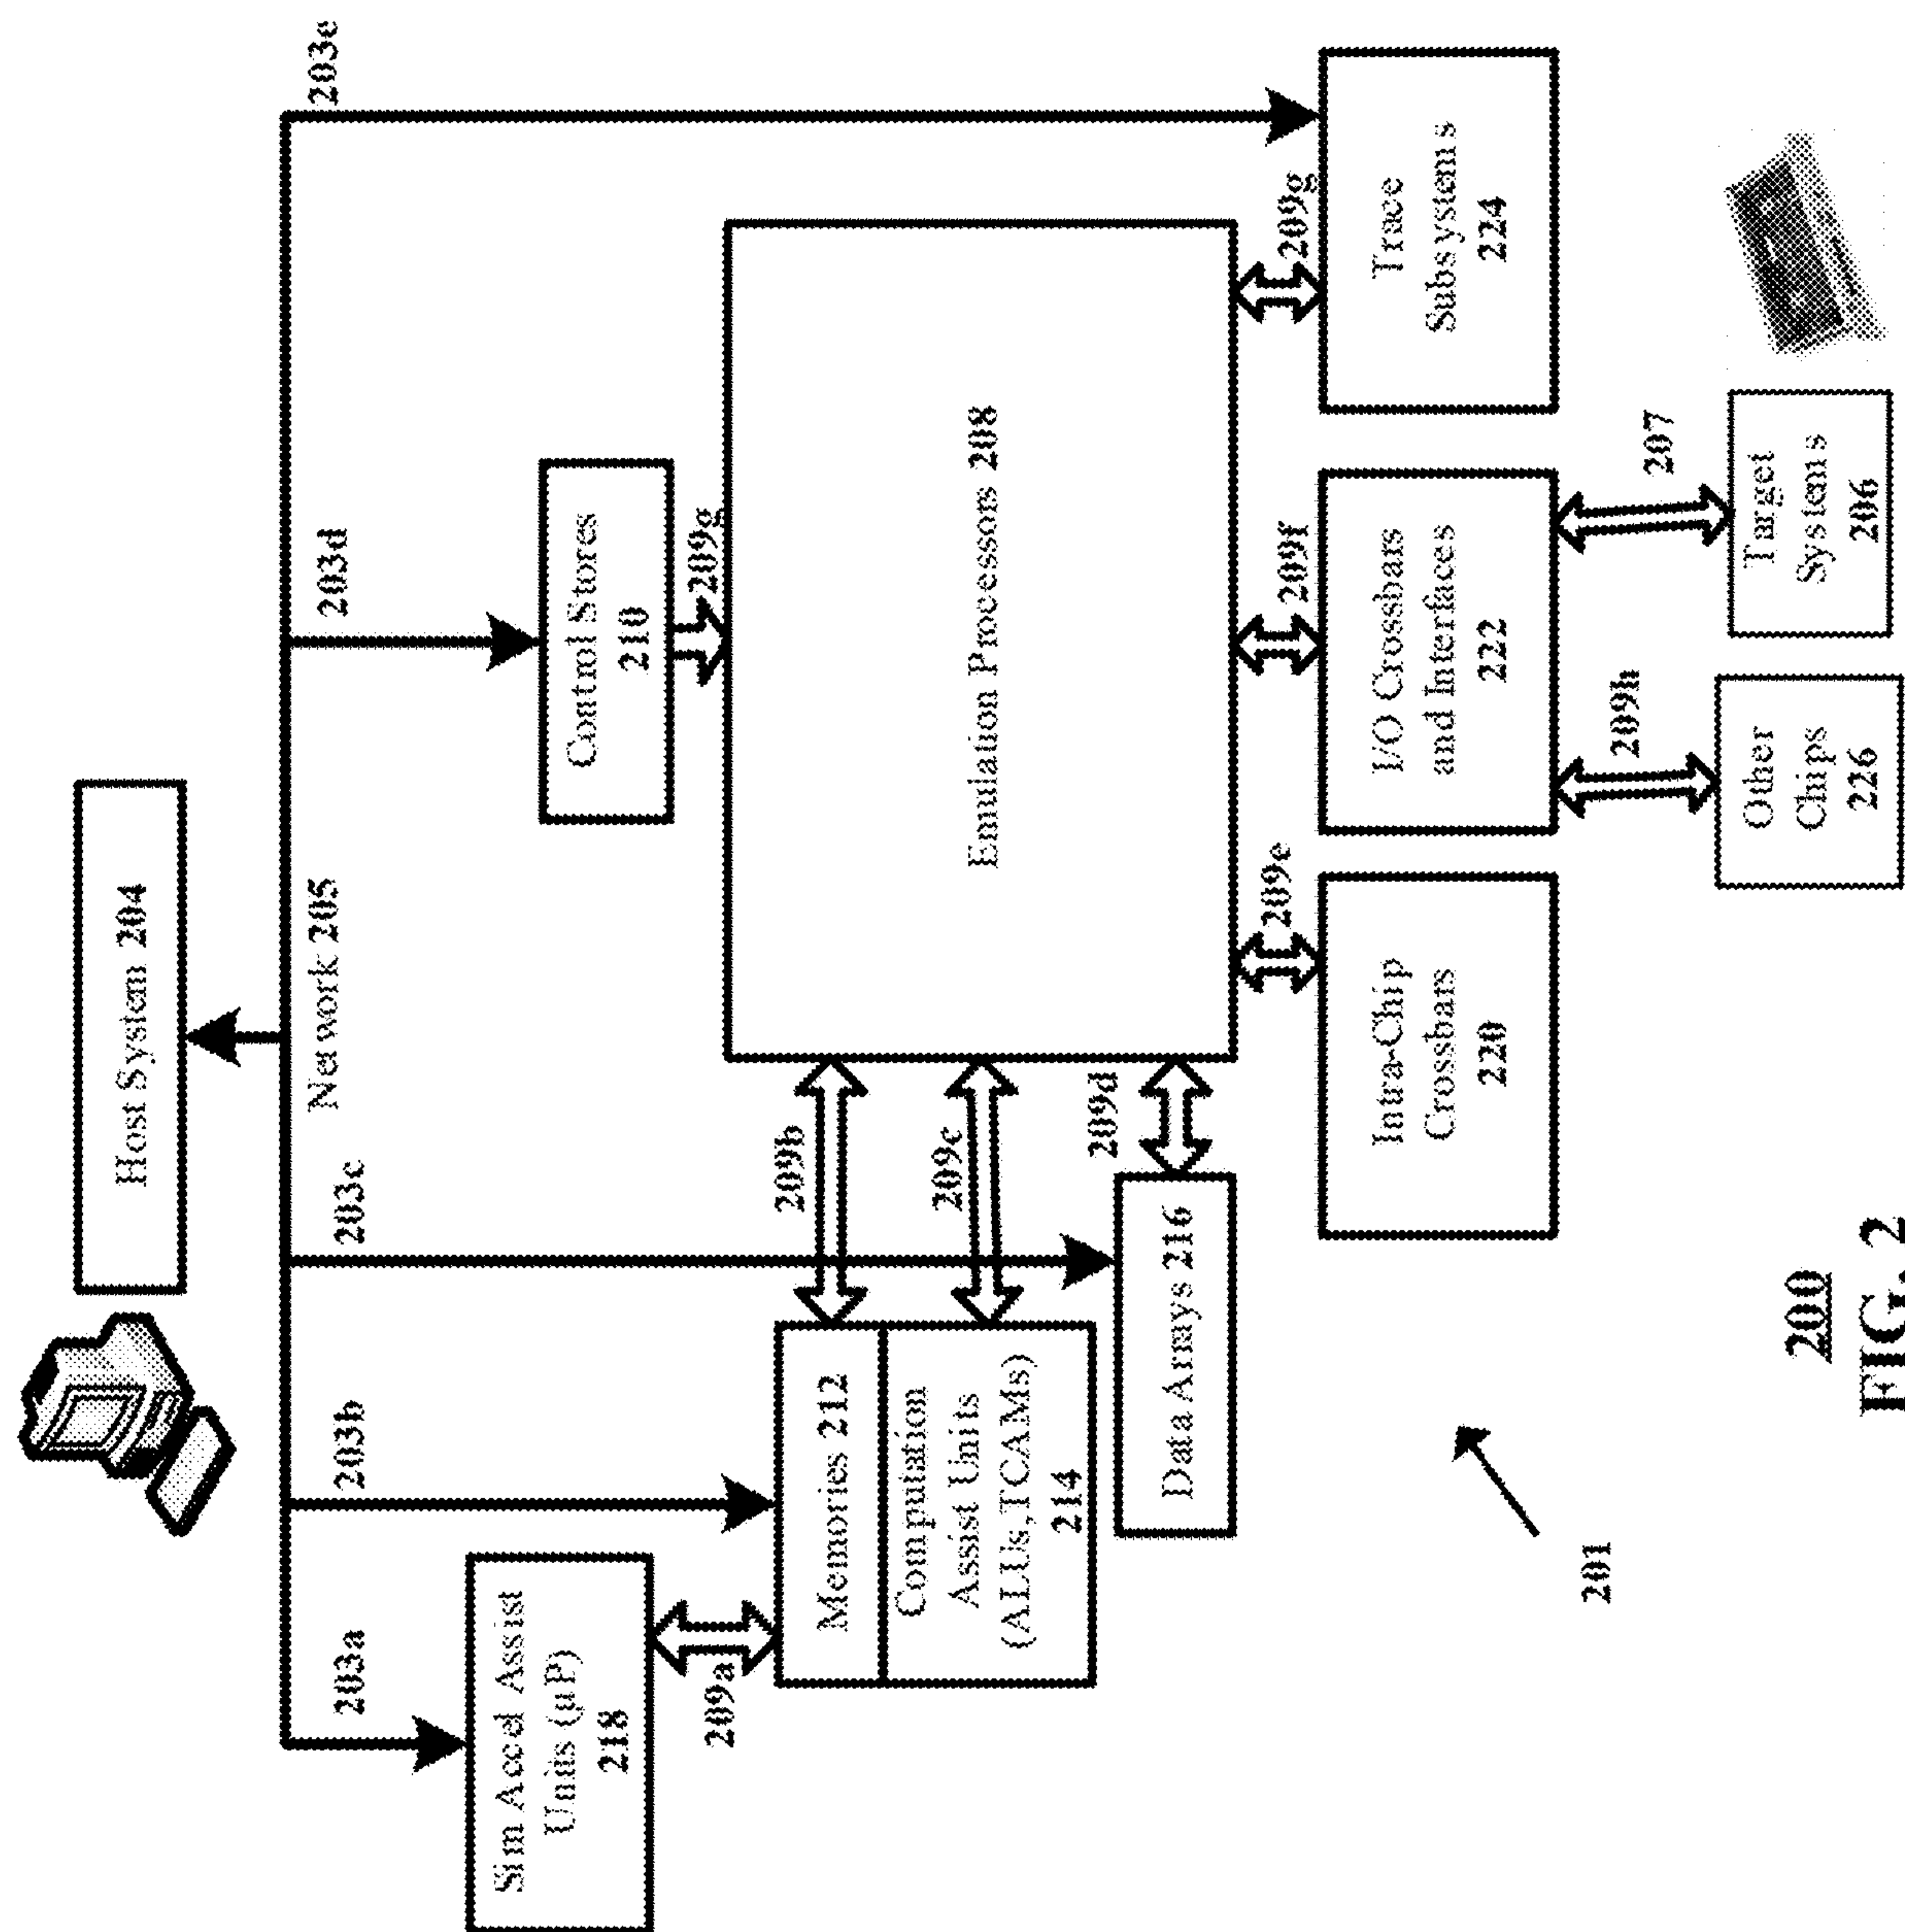 Host System 204
Network 205
203a
203b
203c
203d
203e
Sim Accel Assist
Units (µP)
218
209a
Memories 212
Computation
Assist Units
(ALUs,TCAMs)
214
209b
209c
209d
Data Arrays 216
Control Stores
210
209g
Emulation Processors 208
209e
209f
209g
Intra-Chip
Crossbars
220
I/O Crossbars
and Interfaces
222
Trace
Subsystems
224
209h
207
Other
Chips
226
Target
Systems
206
201
200
FIG. 2